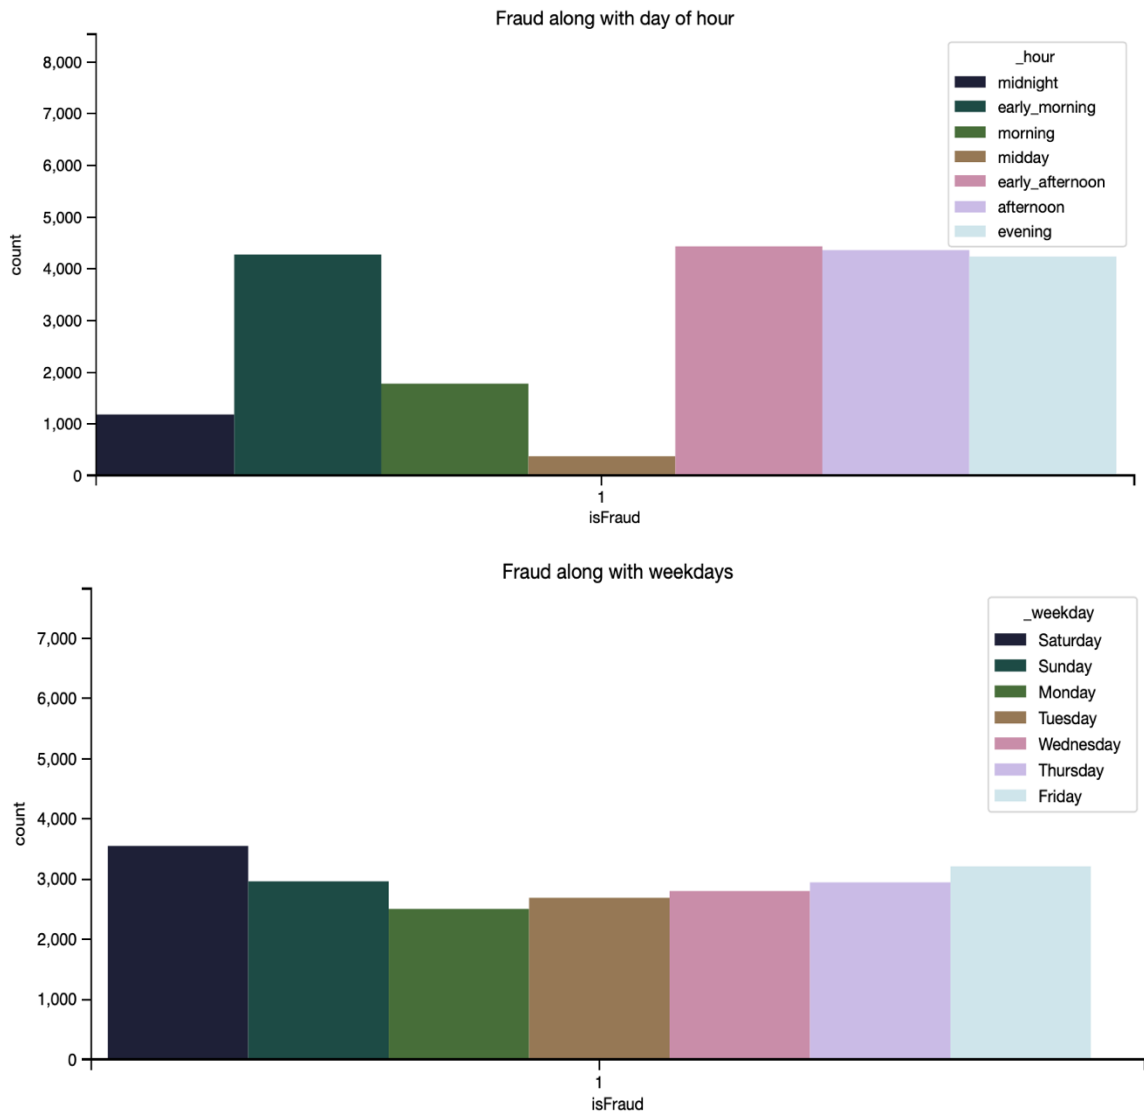 Fraud along with day of hour
8,000
7,000
6,000
5,000
4,000
3,000
2,000
1,000
0
count
_hour
midnight
early_morning
morning
midday
early_afternoon
afternoon
evening
1
isFraud
Fraud along with weekdays
7,000
6,000
5,000
4,000
3,000
2,000
1,000
0
count
_weekday
Saturday
Sunday
Monday
Tuesday
Wednesday
Thursday
Friday
1
isFraud